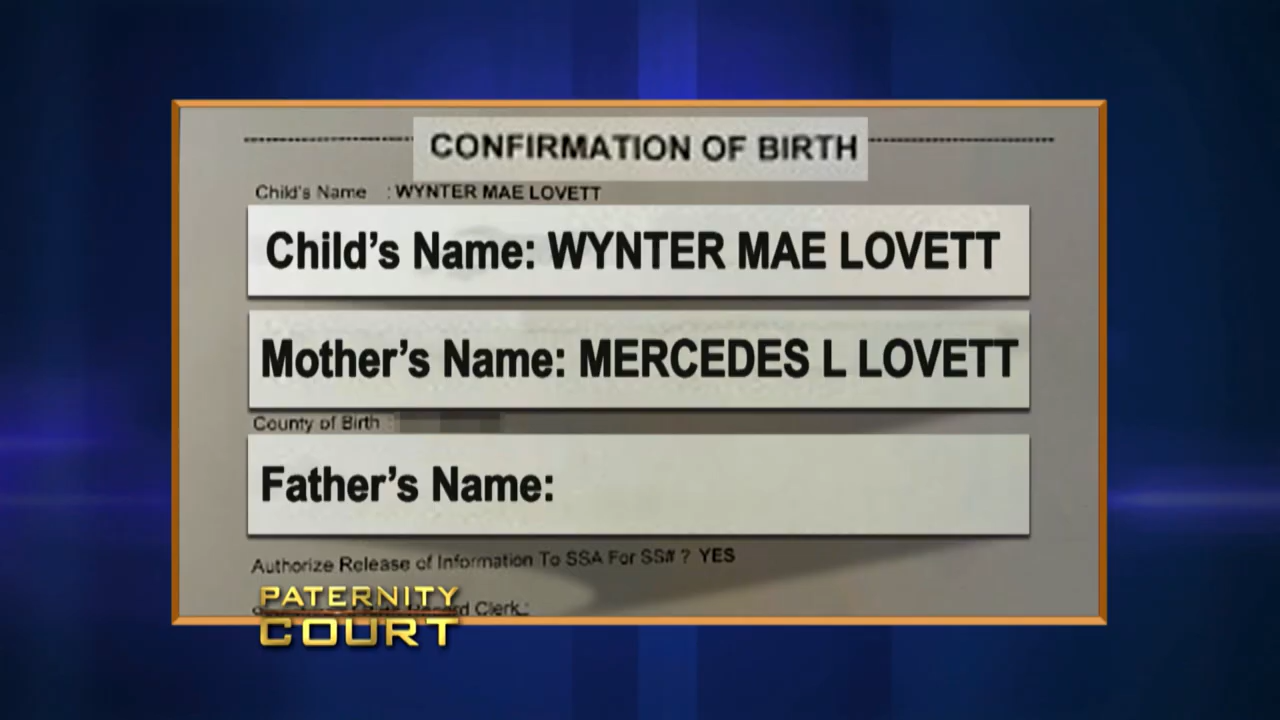 CONFIRMATION OF BIRTH
Child's Name : WYNTER MAE LOVETT
Child's Name: WYNTER MAE LOVETT
Mother's Name: MERCEDES L LOVETT
County of Birth :
Father's Name:
Authorize Release of Information To SSA For SS# ? YES
Clerk:
PATERNITY
COURT